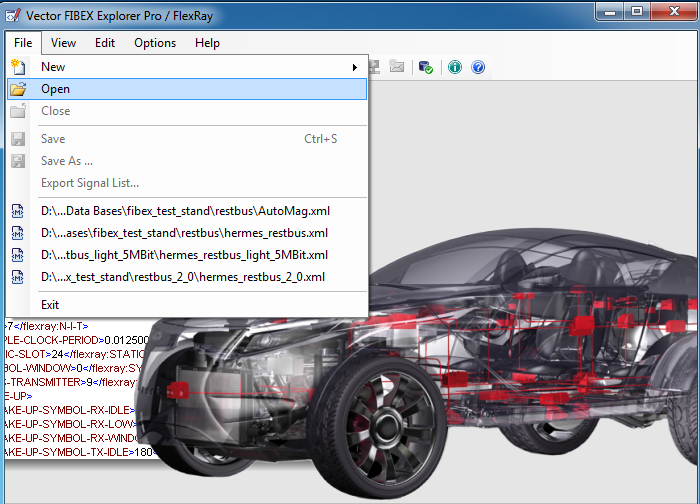 Vector FIBEX Explorer Pro / FlexRay
File View Edit Options Help
New
Open
Close
Save Ctrl+S
Save As ...
Export Signal List...
D:\...Data Bases\fibex_test_stand\restbus\AutoMag.xml
D:\...ases\fibex_test_stand\restbus\hermes_restbus.xml
D:\...tbus_light_5MBit\hermes_restbus_light_5MBit.xml
D:\...x_test_stand\restbus_2_0\hermes_restbus_2_0.xml
Exit
>7</flexray:N-I-T>
PLE-CLOCK-PERIOD>0.01250
IC-SLOT>24</flexray:STATI
BOL-WINDOW>0</flexray:SY
S-TRANSMITTER>9</flexray:
KE-UP>
AKE-UP-SYMBOL-RX-IDLE>
AKE-UP-SYMBOL-RX-LOW>
AKE-UP-SYMBOL-RX-WIND
AKE-UP-SYMBOL-TX-IDLE>180<